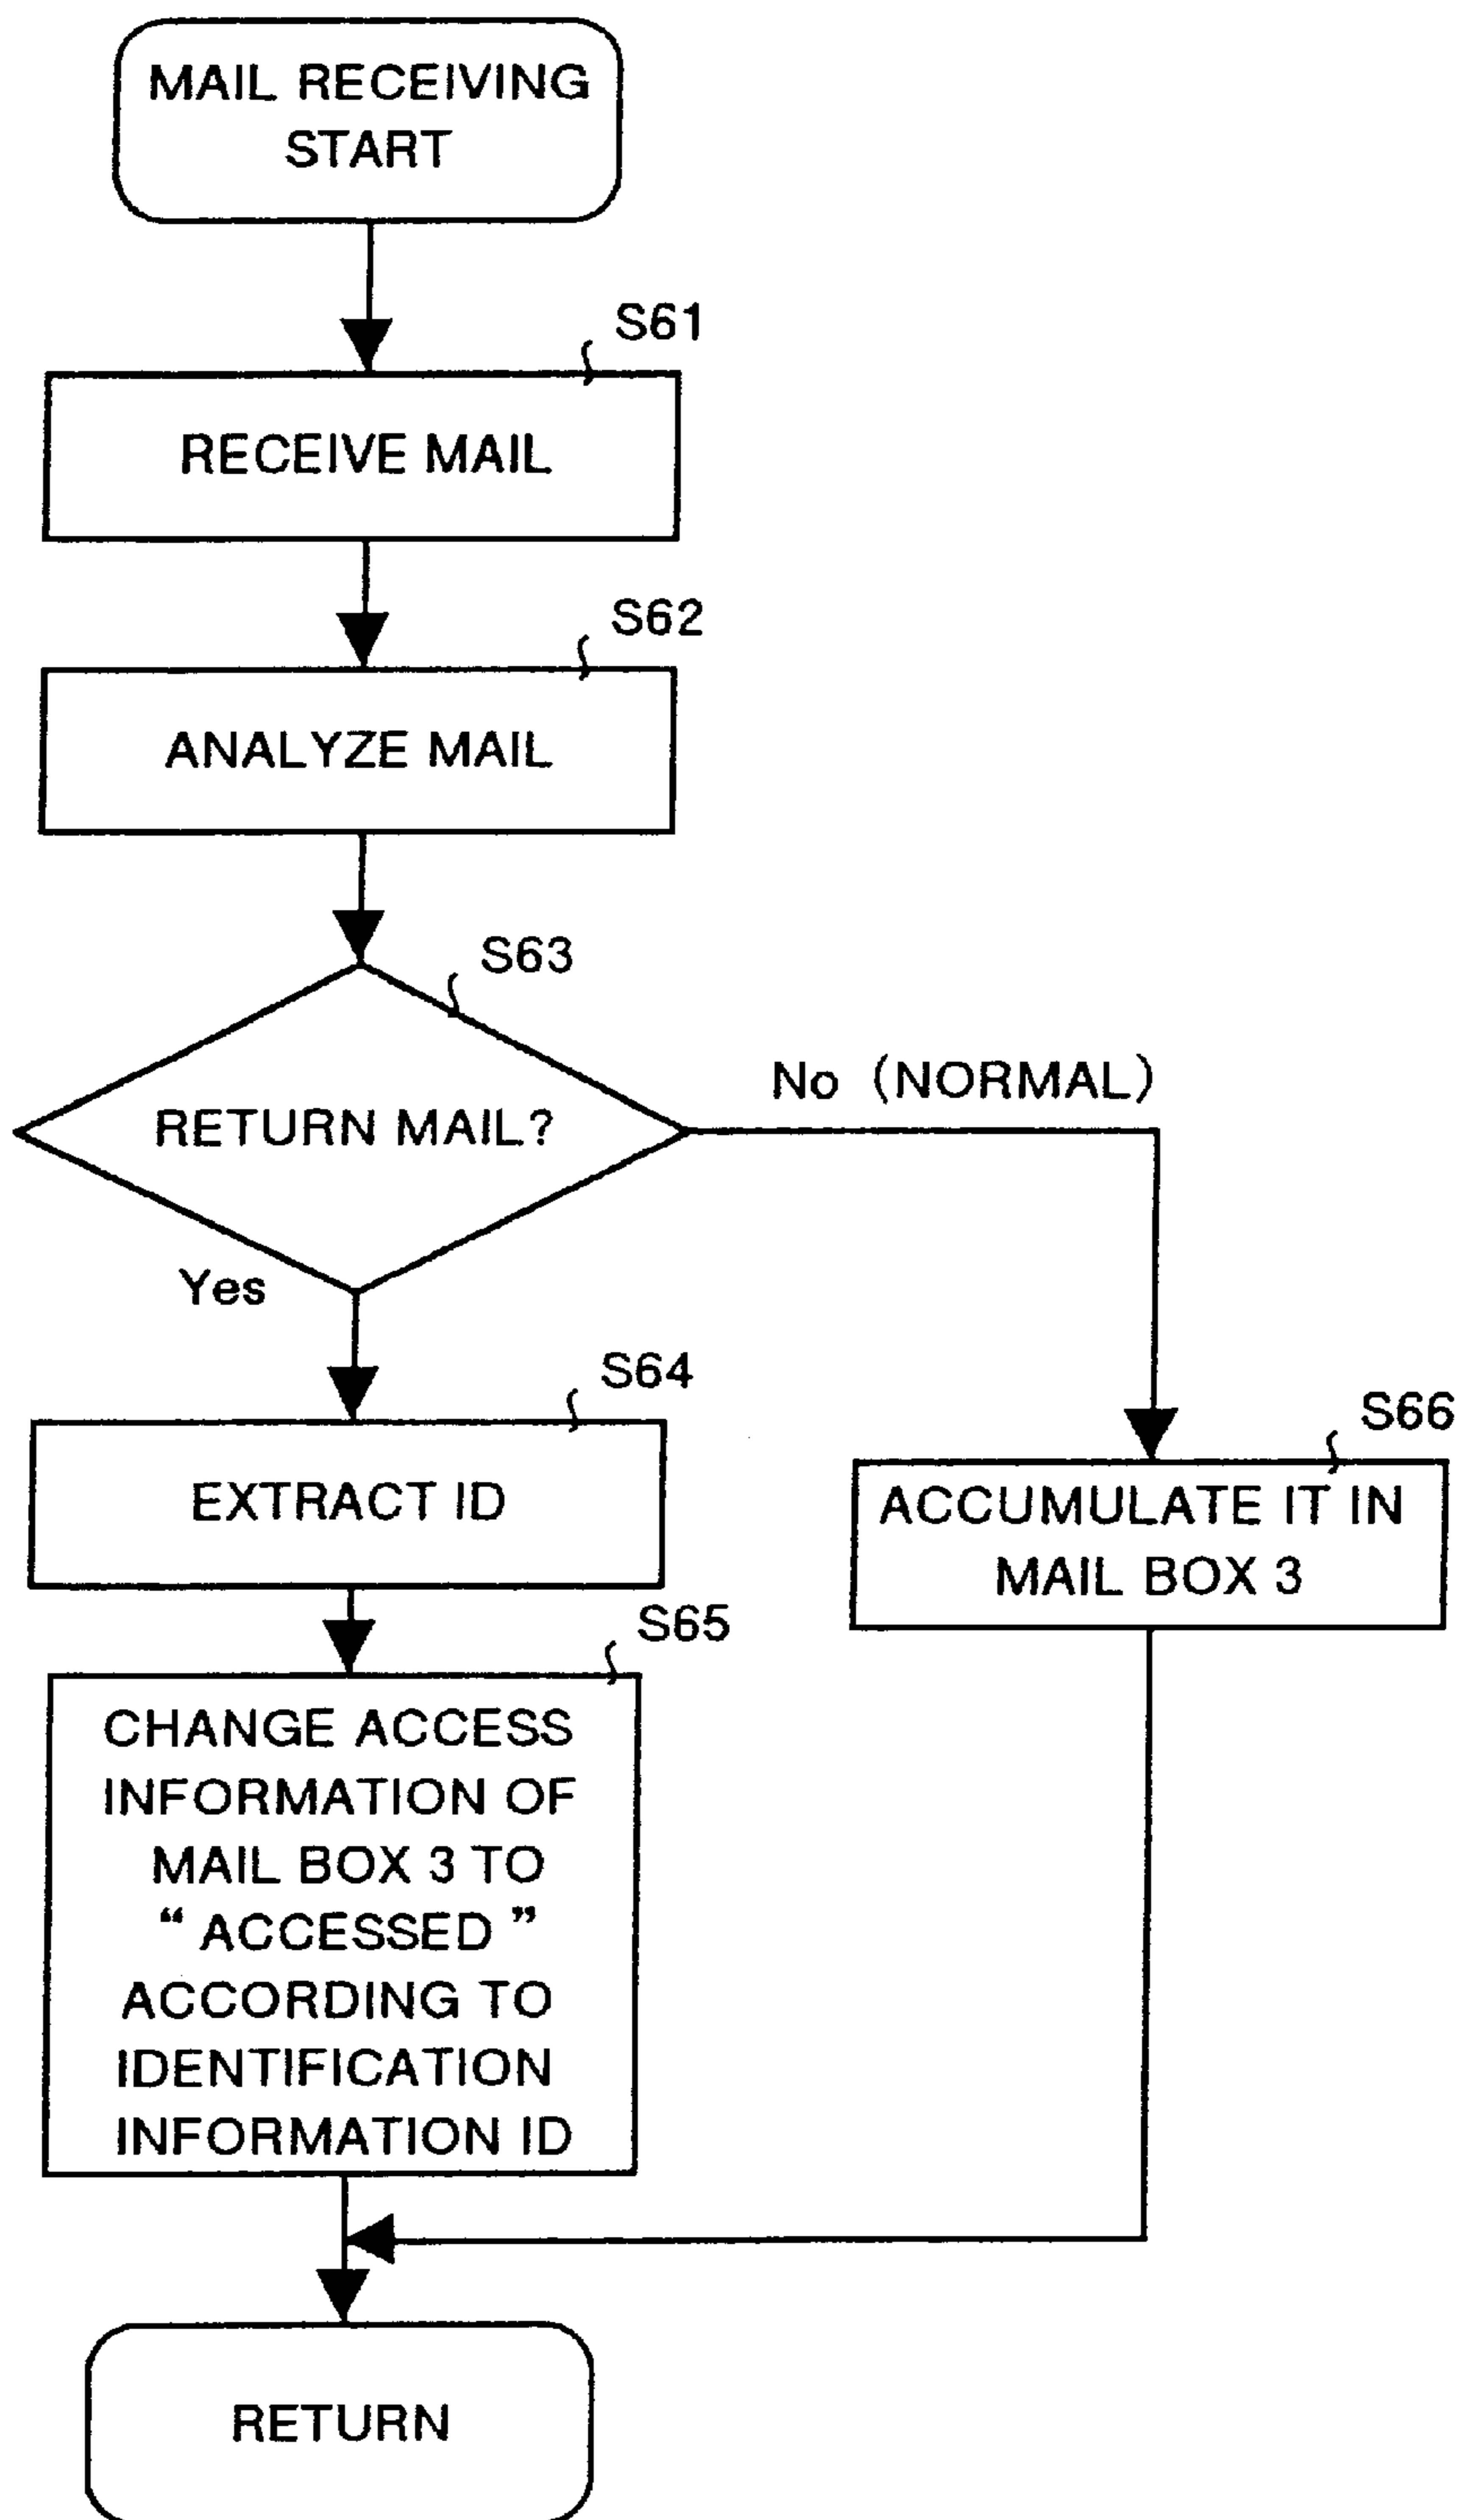 MAIL RECEIVING
START
S61
RECEIVE MAIL
S62
ANALYZE MAIL
S63
RETURN MAIL?
No (NORMAL)
Yes
S64
EXTRACT ID
S66
ACCUMULATE IT IN
MAIL BOX 3
S65
CHANGE ACCESS
INFORMATION OF
MAIL BOX 3 TO
“ ACCESSED ”
ACCORDING TO
IDENTIFICATION
INFORMATION ID
RETURN